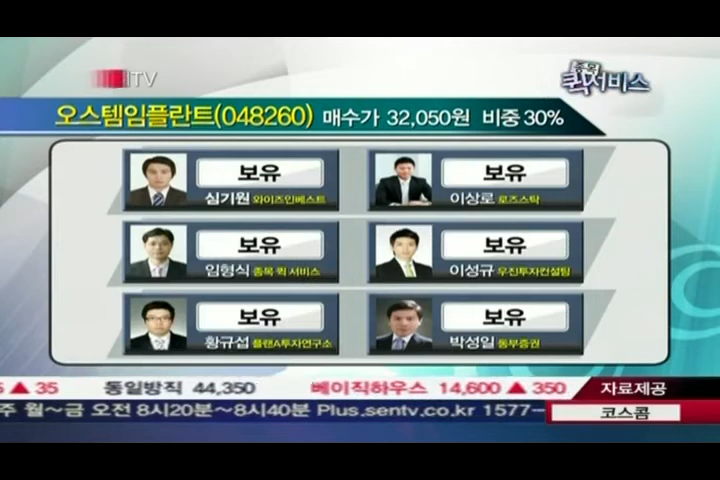 TV
종목
퀵서비스
오스템임플란트(048260) 매수가 32,050원 비중 30%
보유 보유
심기원 와이즈인베스트 이상로 로즈스탁
보유 보유
임형식 종목 퀵 서비스 이성규 우진투자컨설팅
보유 보유
황규섭 플랜A투자연구소 박성일 동부증권
5 ▲ 35 동일방직 44,350 베이직하우스 14,600 ▲ 350 자료제공
주 월~금 오전 8시20분~8시40분 Plus.sentv.co.kr 1577- 코스콤